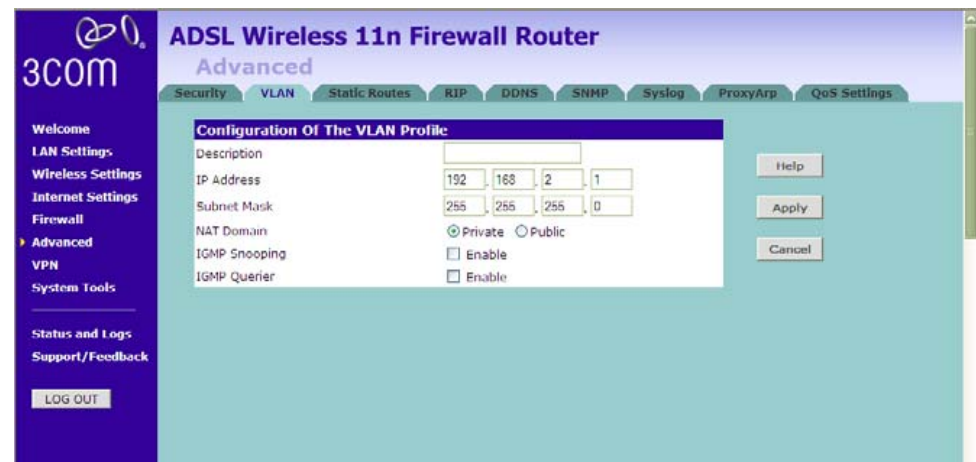 3COM
ADSL Wireless 11n Firewall Router
Advanced
Security VLAN Static Routes RIP DDNS SNMP Syslog ProxyArp QoS Settings
Welcome
LAN Settings
Wireless Settings
Internet Settings
Firewall
Advanced
VPN
System Tools
Status and Logs
Support/Feedback
LOG OUT
Configuration Of The VLAN Profile
Description
IP Address 192 . 168 . 2 . 1
Subnet Mask 255 . 255 . 255 . 0
NAT Domain Private Public
IGMP Snooping Enable
IGMP Querier Enable
Help
Apply
Cancel